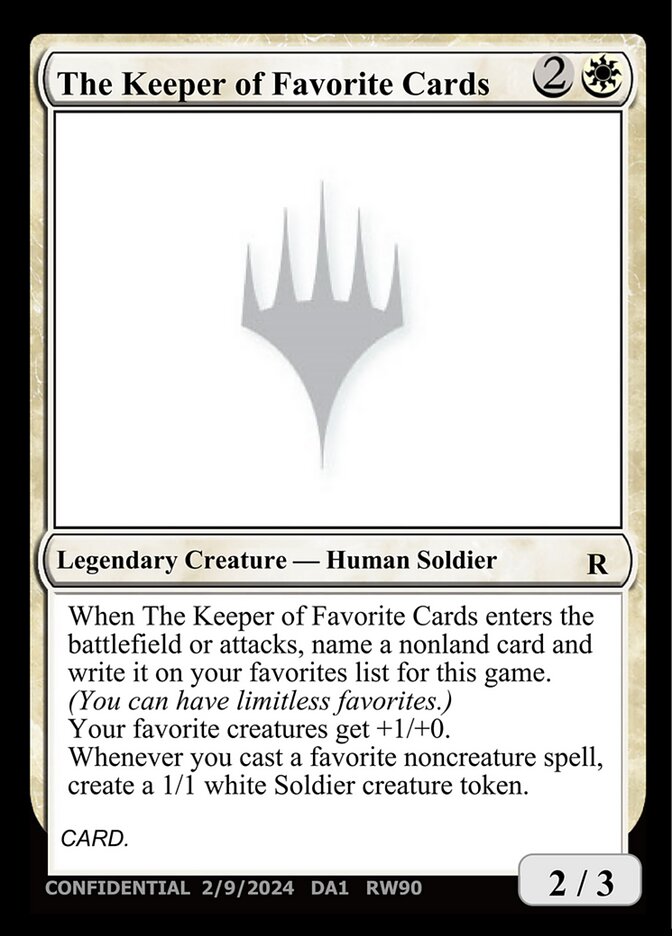 The Keeper of Favorite Cards 2
Legendary Creature — Human Soldier R
When The Keeper of Favorite Cards enters the
battlefield or attacks, name a nonland card and
write it on your favorites list for this game.
(You can have limitless favorites.)
Your favorite creatures get +1/+0.
Whenever you cast a favorite noncreature spell,
create a 1/1 white Soldier creature token.
CARD.
CONFIDENTIAL 2/9/2024 DA1 RW90
2 / 3